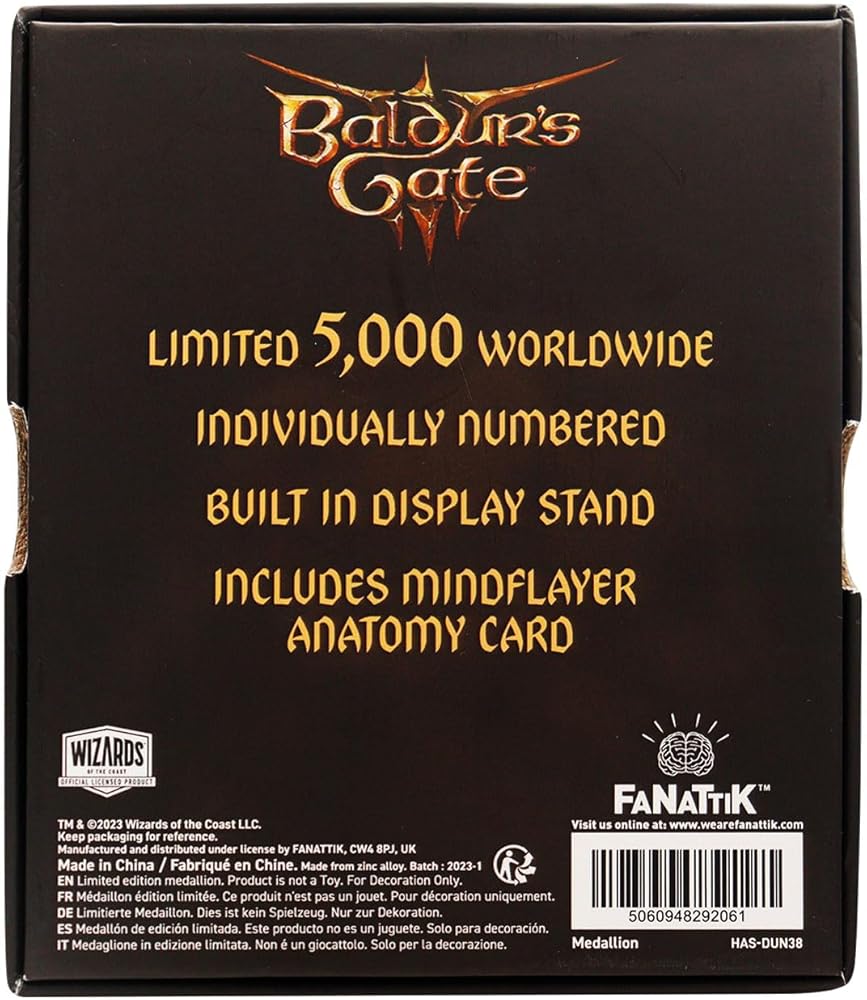 Baldur's
Gate™
III
LIMITED 5,000 WORLDWIDE
INDIVIDUALLY NUMBERED
BUILT IN DISPLAY STAND
INCLUDES MINDFLAYER
ANATOMY CARD
WIZARDS
OF THE COAST
OFFICIAL LICENSED PRODUCT
FANATTIK™
Visit us online at: www.wearefanattik.com
TM & ©2023 Wizards of the Coast LLC.
Keep packaging for reference.
Manufactured and distributed under license by FANATTIK, CW4 8PJ, UK
Made in China / Fabriqué en Chine. Made from zinc alloy. Batch : 2023-1
EN Limited edition medallion. Product is not a Toy. For Decoration Only.
FR Médaillon édition limitée. Ce produit n'est pas un jouet. Pour décoration uniquement.
DE Limitierte Medaillon. Dies ist kein Spielzeug. Nur zur Dekoration.
ES Medallón de edición limitada. Este producto no es un juguete. Solo para decoración.
IT Medaglione in edizione limitata. Non é un giocattolo. Solo per la decorazione.
5060948292061
Medallion HAS-DUN38